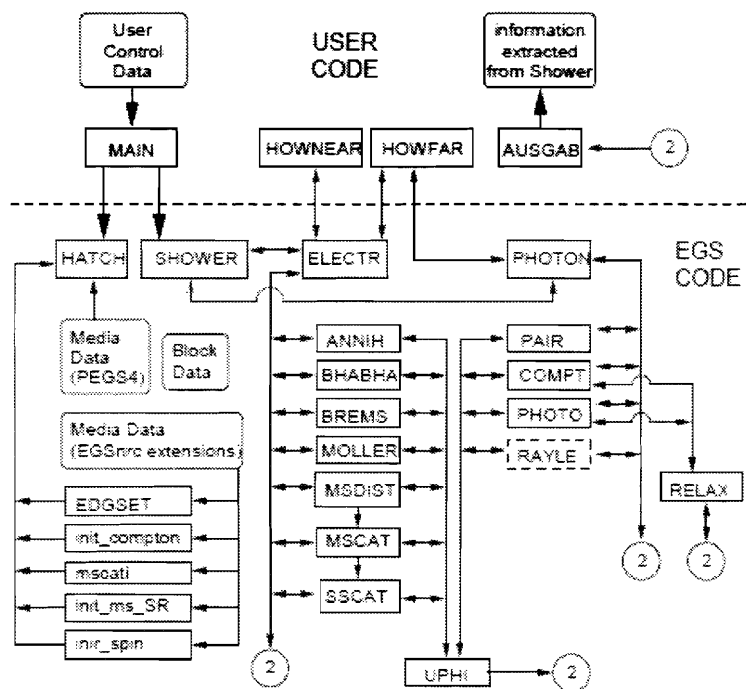 User
Control
Data
USER
CODE
information
extracted
from Shower
MAIN
HOWNEAR
HOWFAR
AUSGAB
2
HATCH
SHOWER
ELECTR
PHOTON
EGS
CODE
Media
Data
(PEGS4)
Block
Data
Media Data
(EGSnrc extensions)
EDGSET
init_compton
mscati
init_ms_SR
inir_spin
ANNIH
BHABHA
BREMS
MOLLER
MSDIST
MSCAT
SSCAT
PAIR
COMPT
PHOTO
RAYLE
RELAX
2
2
2
UPHI
2